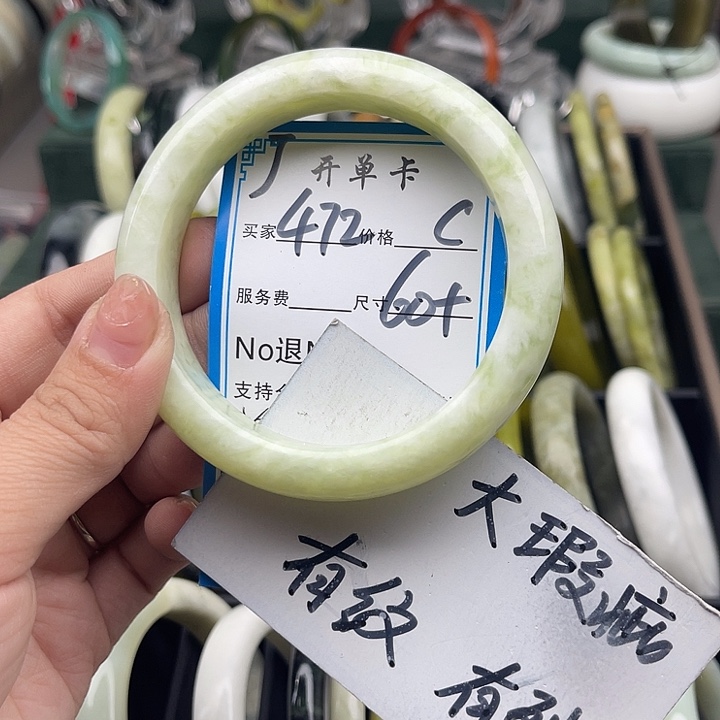 J 开单卡
买家 472 价格 C
服务费 尺寸: 60+
No退
支持
大瑕疵
有纹
有